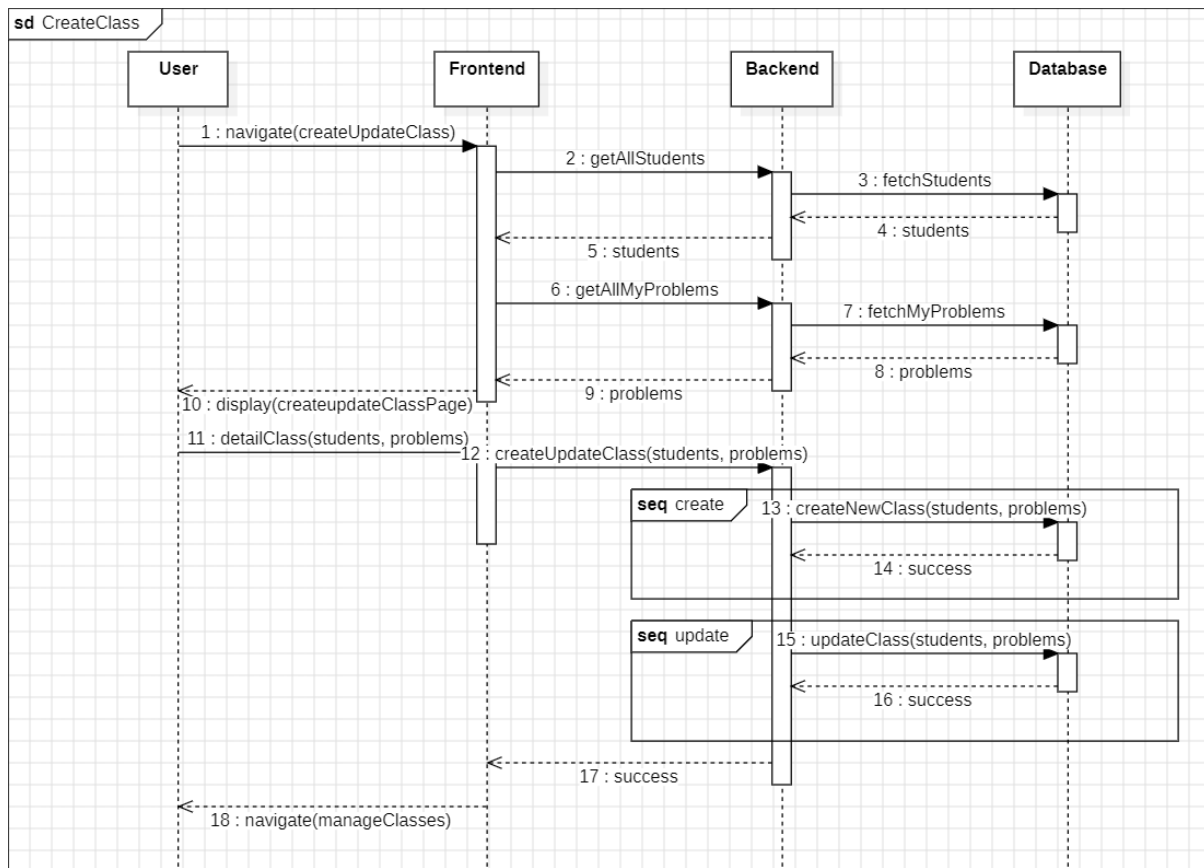 sd CreateClass
User
Frontend
Backend
Database
1 : navigate(createUpdateClass)
2 : getAllStudents
3 : fetchStudents
4 : students
5 : students
6 : getAllMyProblems
7 : fetchMyProblems
8 : problems
9 : problems
10 : display(createupdateClassPage)
11 : detailClass(students, problems)
12 : createUpdateClass(students, problems)
seq create
13 : createNewClass(students, problems)
14 : success
seq update
15 : updateClass(students, problems)
16 : success
17 : success
18 : navigate(manageClasses)